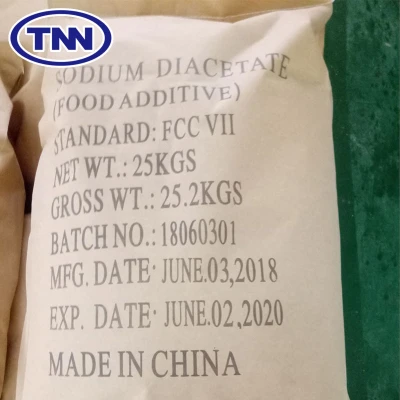 TNN
SODIUM DIACETATE
(FOOD ADDITIVE)
STANDARD: FCC VII
NET WT.: 25KGS
GROSS WT.: 25.2KGS
BATCH NO.: 18060301
MFG. DATE: JUNE.03,2018
EXP. DATE: JUNE.02,2020
MADE IN CHINA